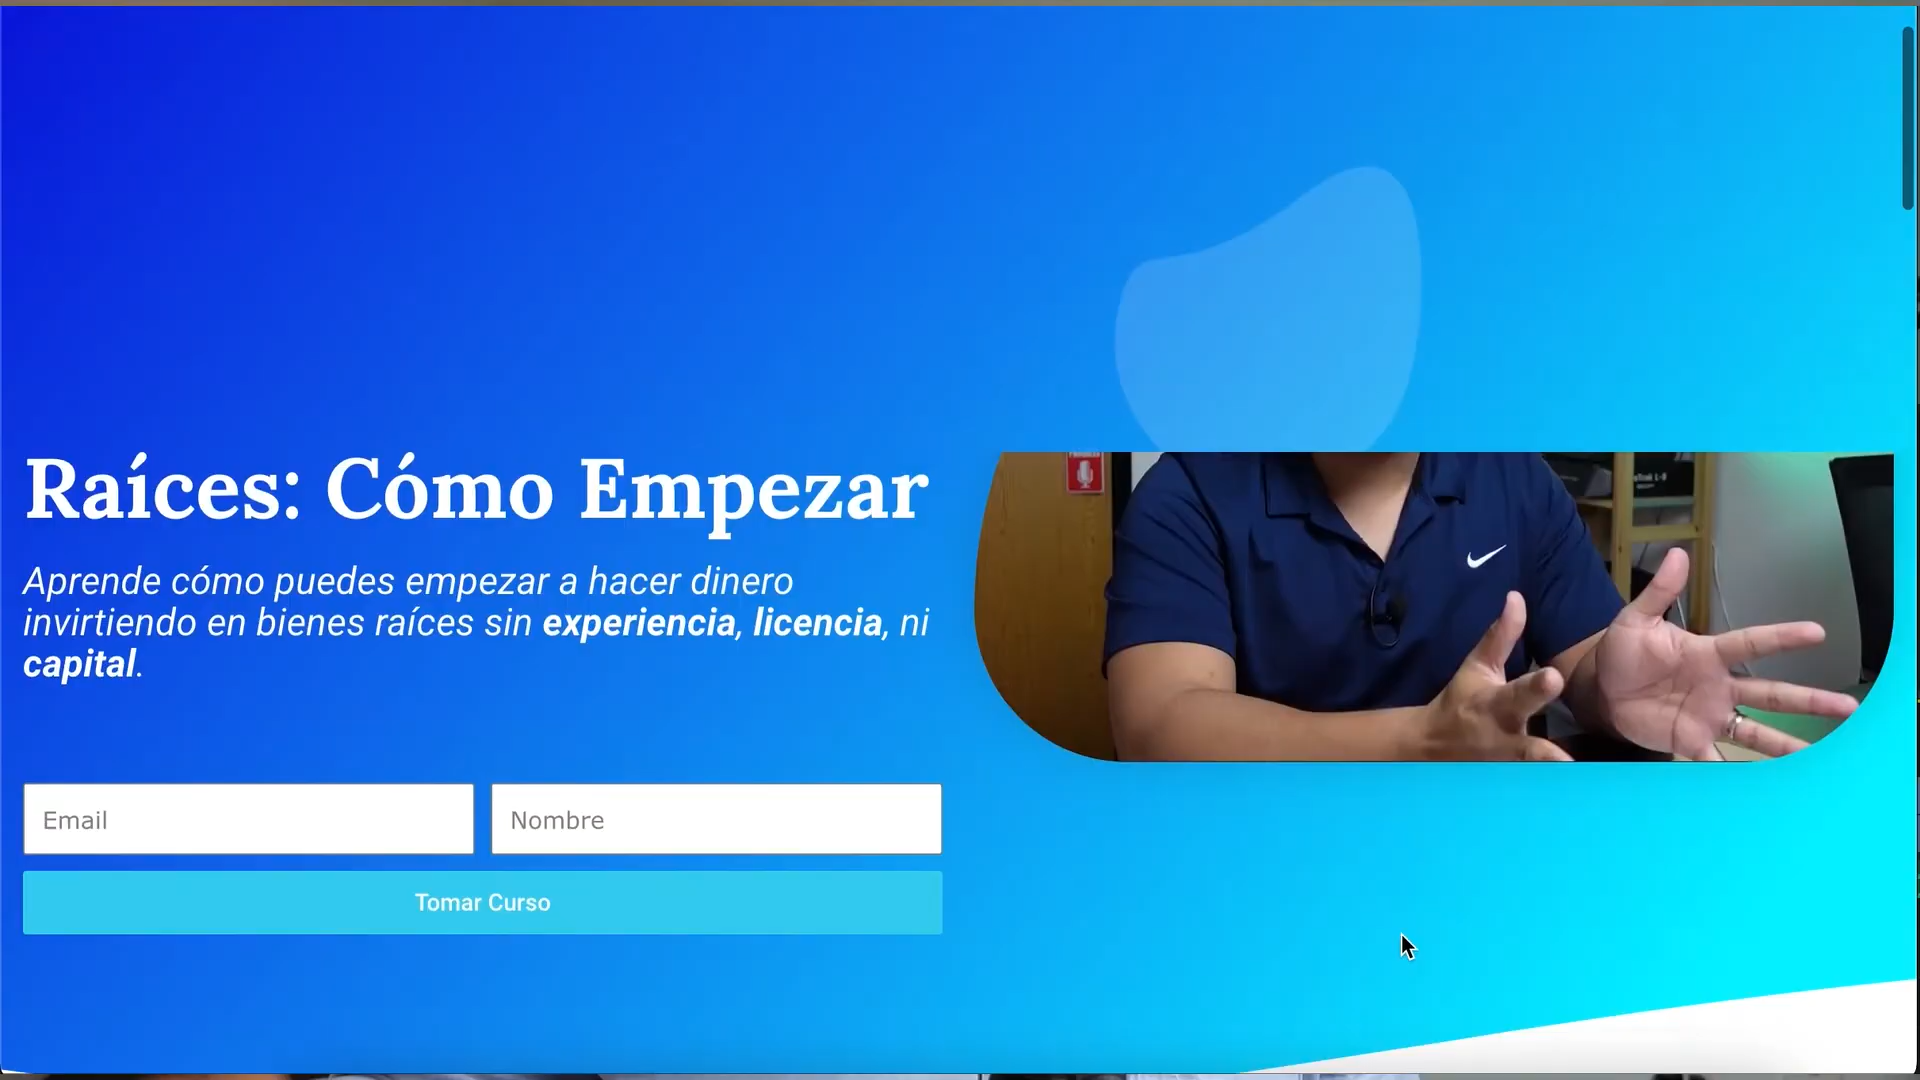 Raíces: Cómo Empezar
Aprende cómo puedes empezar a hacer dinero
invirtiendo en bienes raíces sin experiencia, licencia, ni
capital.
Email
Nombre
Tomar Curso